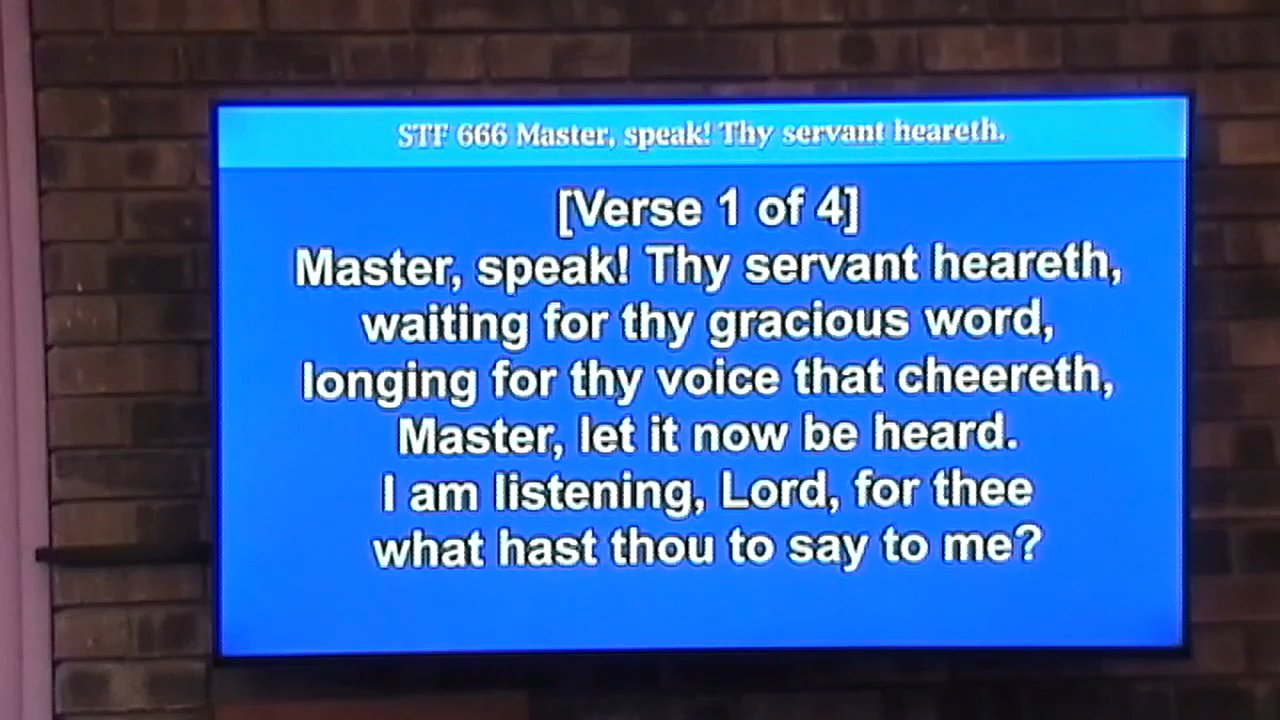 STF 666 Master, speak! Thy servant heareth.
[Verse 1 of 4]
Master, speak! Thy servant heareth,
waiting for thy gracious word,
longing for thy voice that cheereth,
Master, let it now be heard.
I am listening, Lord, for thee
what hast thou to say to me?